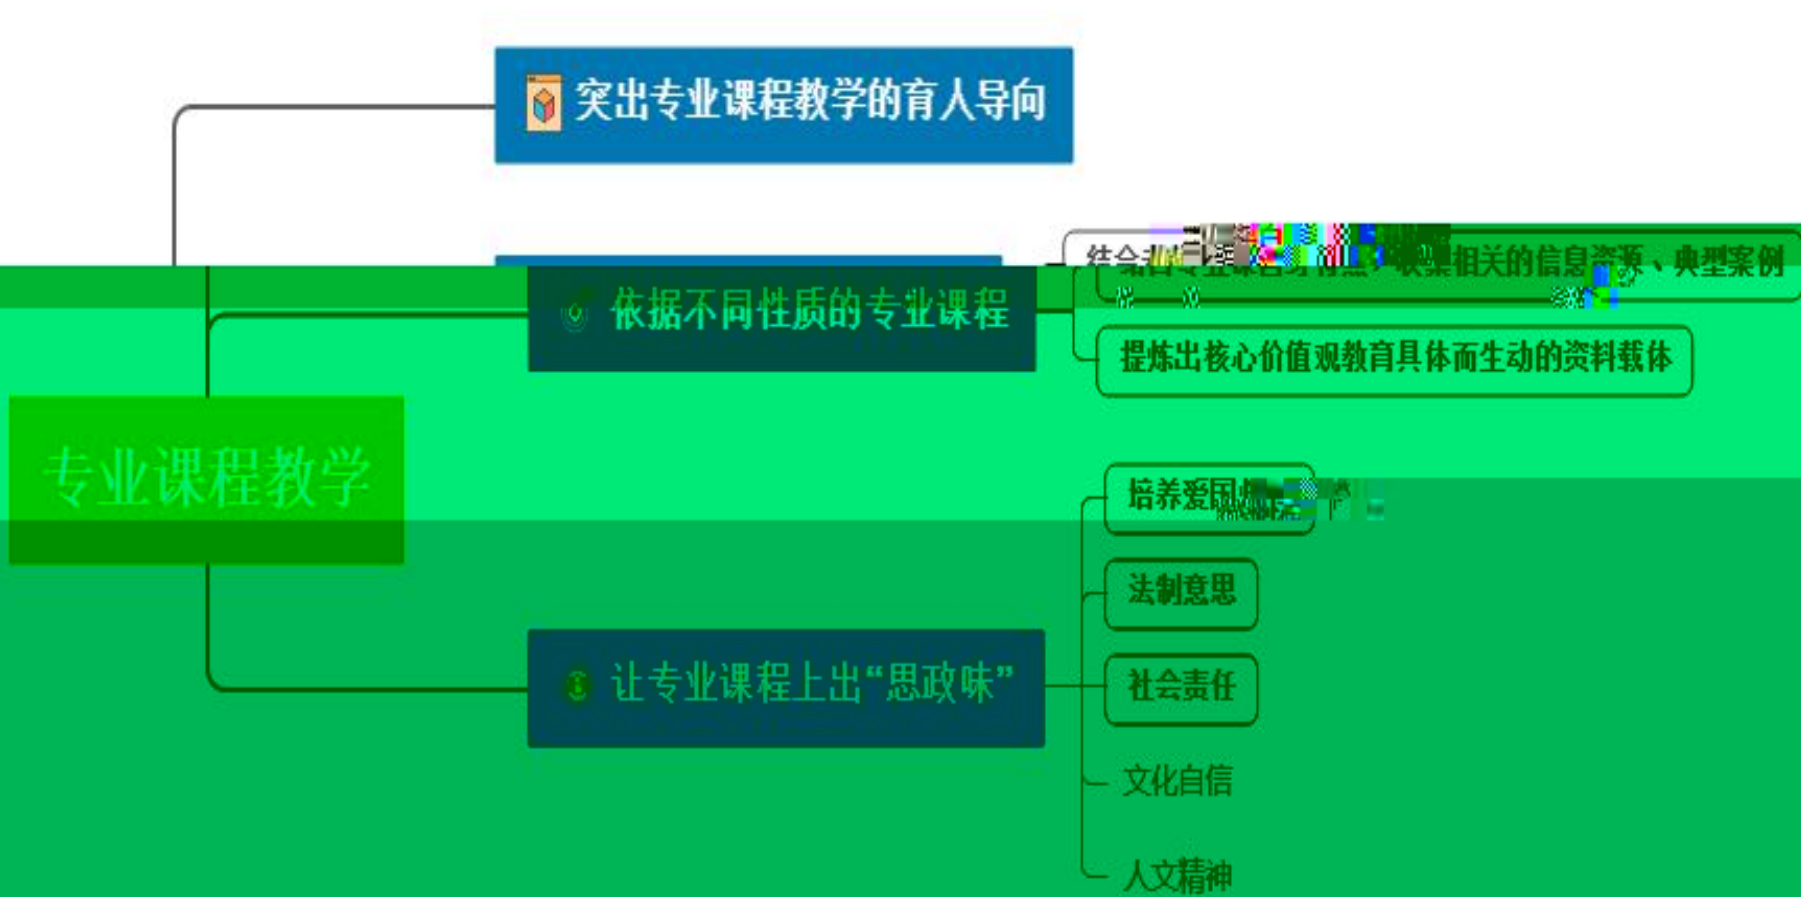 突出专业课程教学的育人导向
相关的信息资源、典型案例
依据不同性质的专业课程
提炼出核心价值观教育具体而生动的资料载体
专业课程教学
培养爱国
法制意思
让专业课程上出“思政味”
社会责任
文化自信
人文精神